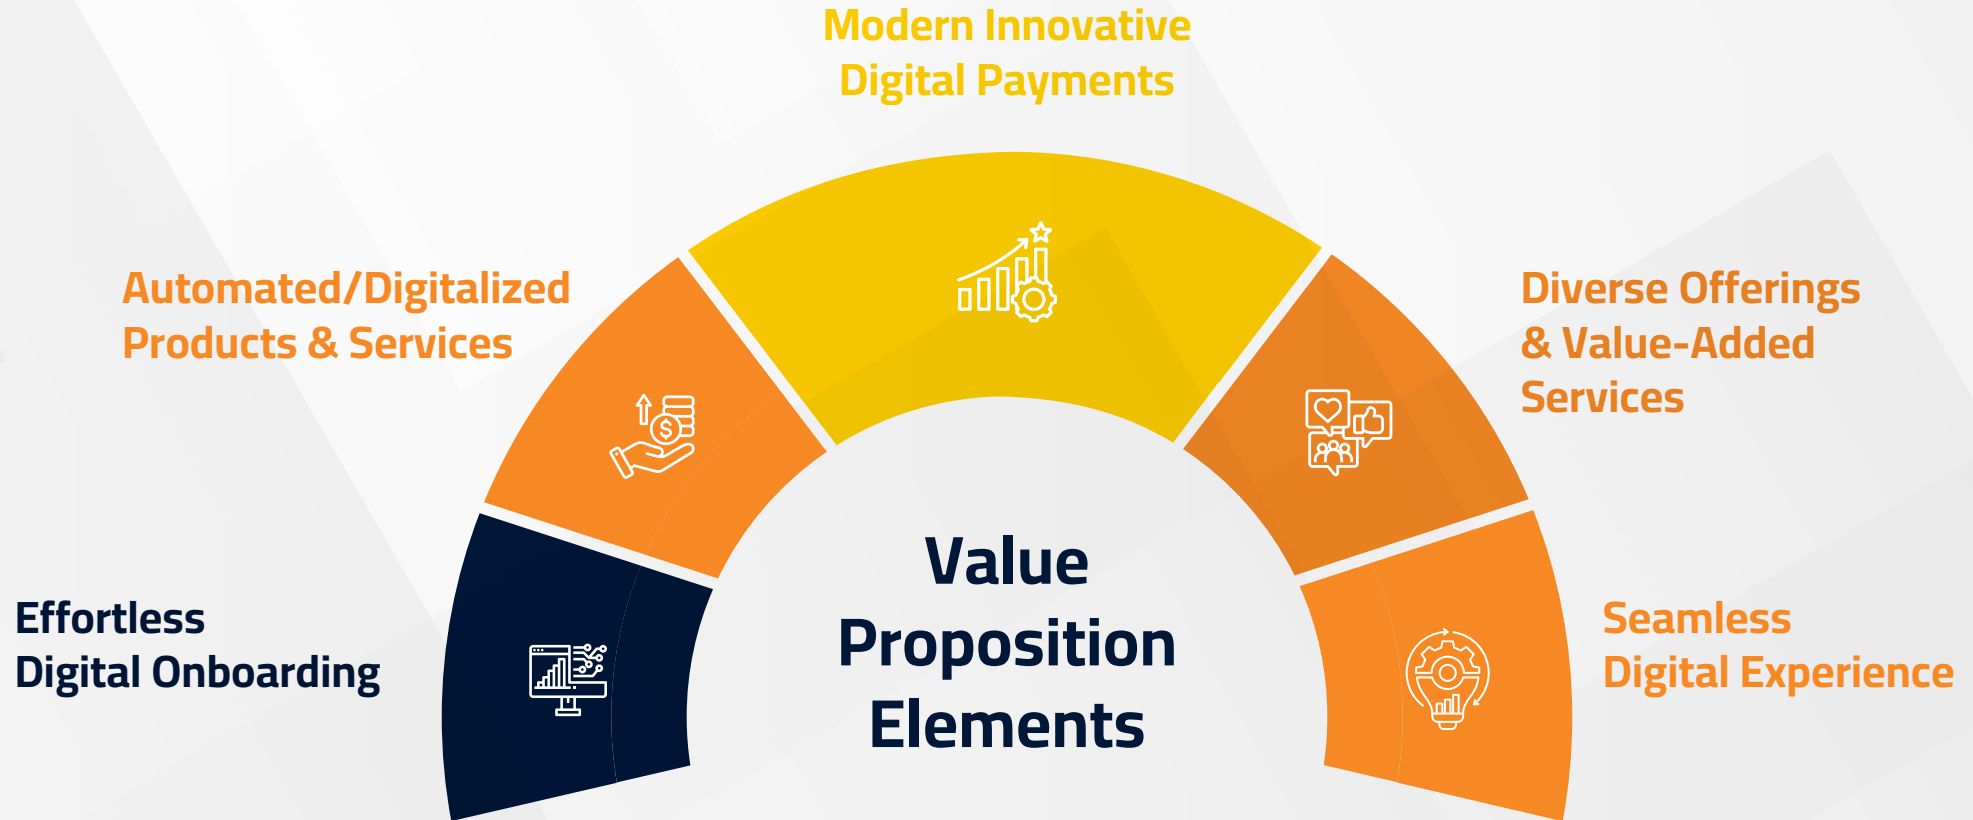 Modern Innovative
Digital Payments
Automated/Digitalized
Products & Services
Diverse Offerings
& Value-Added
Services
Effortless
Digital Onboarding
Value
Proposition
Elements
Seamless
Digital Experience